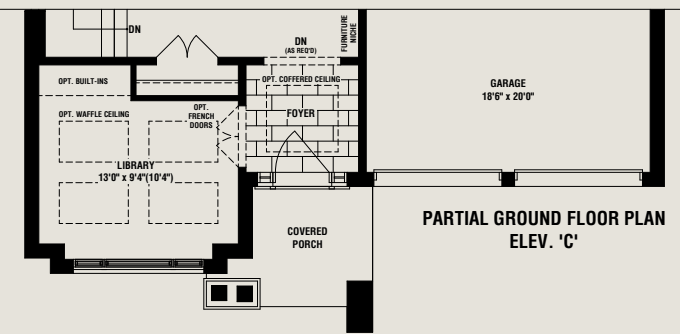 DN
DN
(AS REQ'D)
FURNITURE
NICHE
OPT. BUILT-INS
OPT. COFFERED CEILING
GARAGE
18'6" x 20'0"
OPT. WAFFLE CEILING
OPT.
FRENCH
DOORS
FOYER
LIBRARY
13'0" x 9'4"(10'4")
COVERED
PORCH
PARTIAL GROUND FLOOR PLAN
ELEV. 'C'